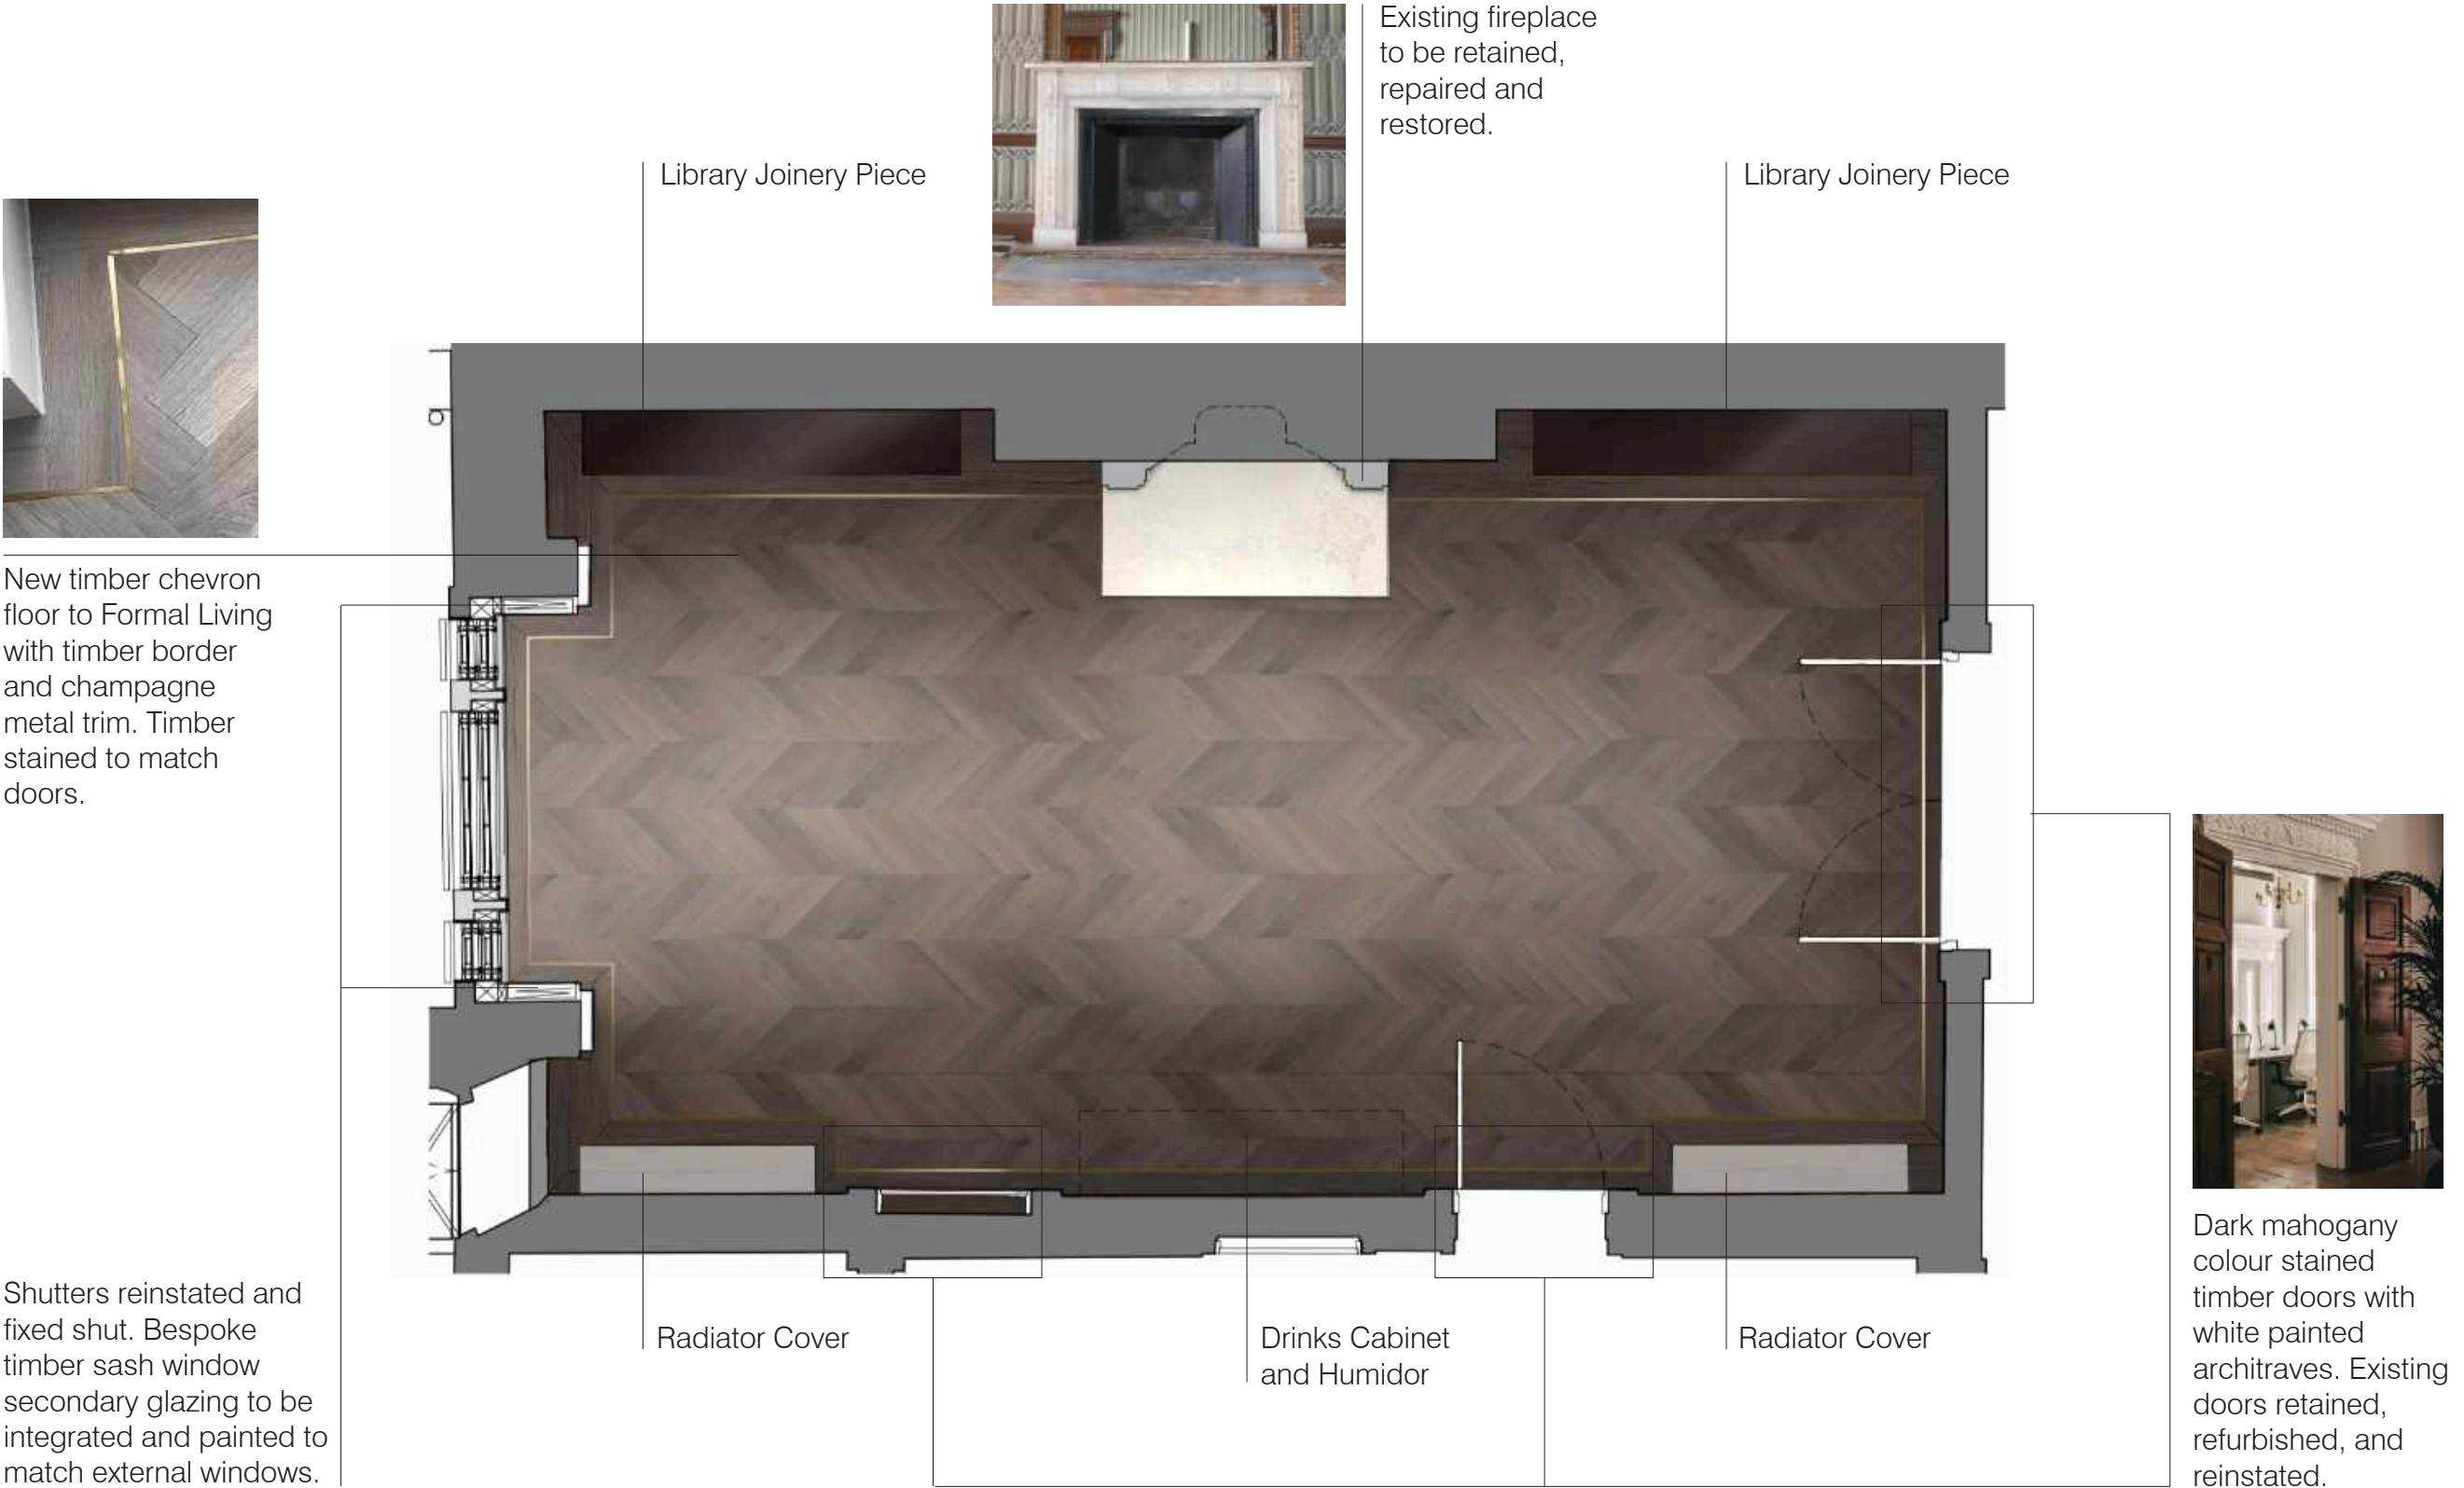 Existing fireplace
to be retained,
repaired and
restored.
Library Joinery Piece
Library Joinery Piece
New timber chevron
floor to Formal Living
with timber border
and champagne
metal trim. Timber
stained to match
doors.
Shutters reinstated and
fixed shut. Bespoke
timber sash window
secondary glazing to be
integrated and painted to
match external windows.
Radiator Cover
Drinks Cabinet
and Humidor
Radiator Cover
Dark mahogany
colour stained
timber doors with
white painted
architraves. Existing
doors retained,
refurbished, and
reinstated.